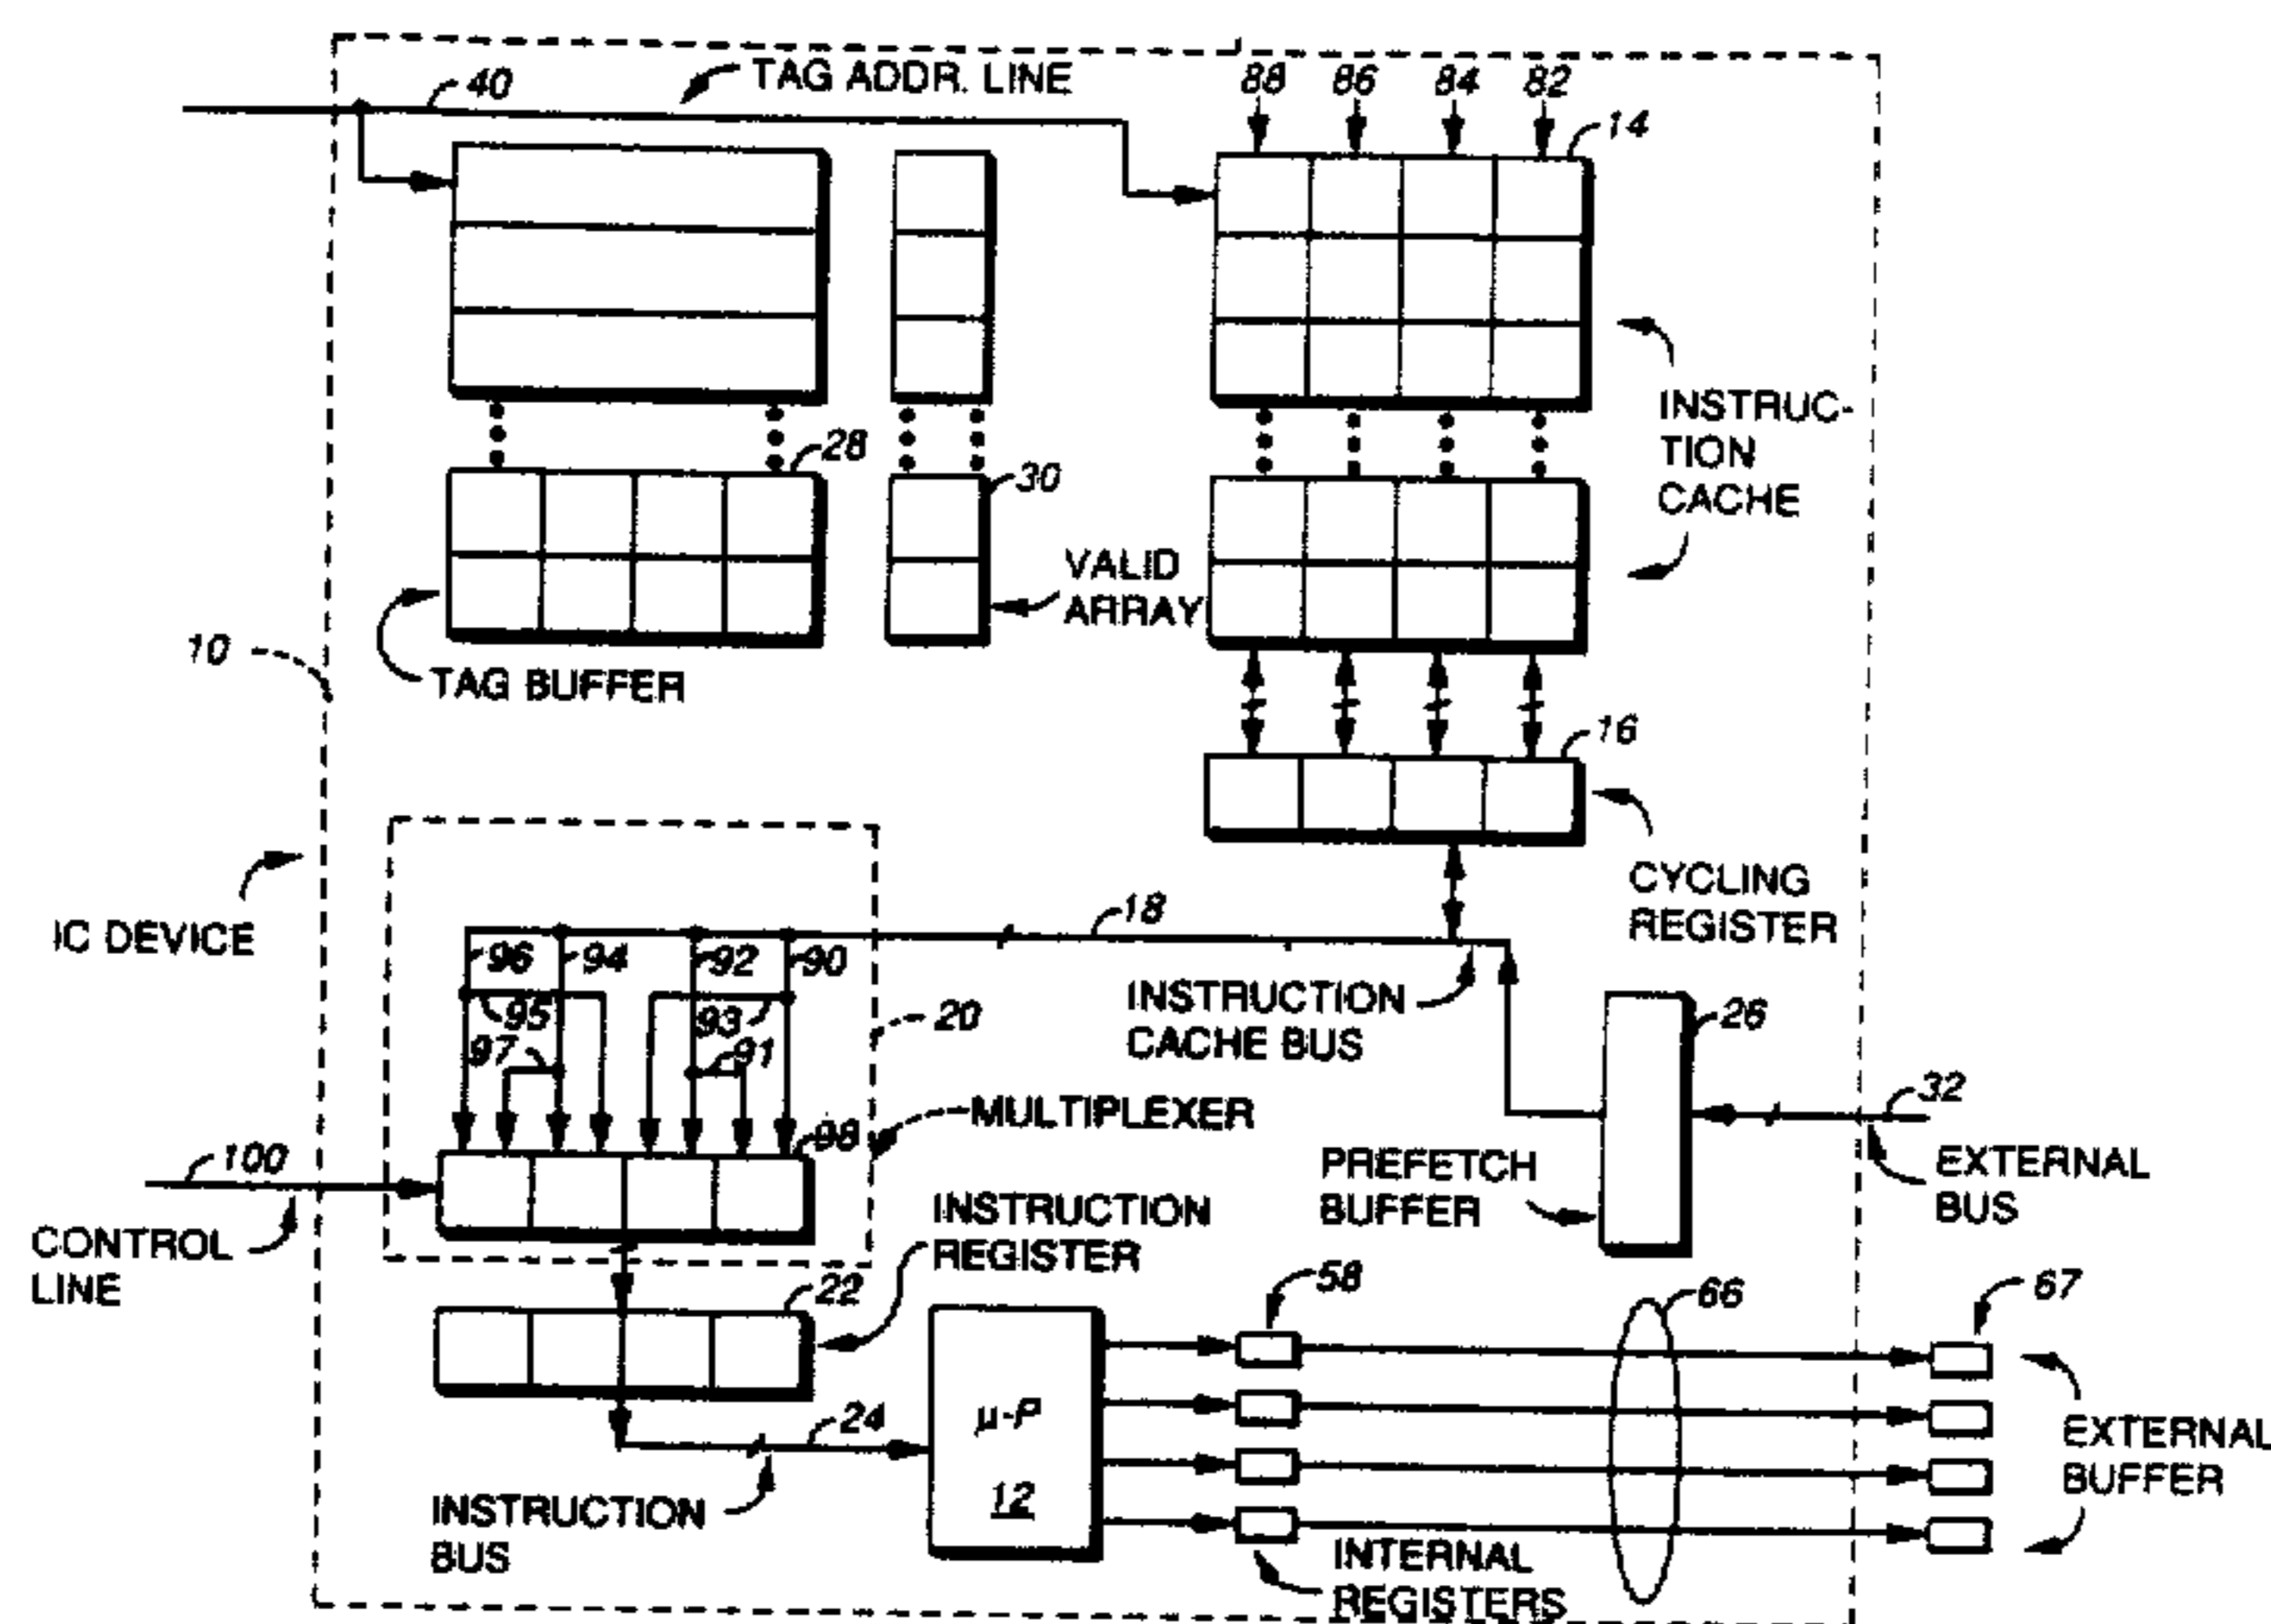 40
TAG ADDR. LINE
88 86 84 82
14
INSTRUC-
TION
CACHE
28
30
VALID
ARRAY
10
TAG BUFFER
16
CYCLING
REGISTER
IC DEVICE
18
96 94 92 90
95 93
97 91
20
INSTRUCTION
CACHE BUS
26
32
MULTIPLEXER
98
100
CONTROL
LINE
PREFETCH
BUFFER
EXTERNAL
BUS
INSTRUCTION
REGISTER
22
58
66
67
24
μ-P
12
INSTRUCTION
BUS
INTERNAL
REGISTERS
EXTERNAL
BUFFER